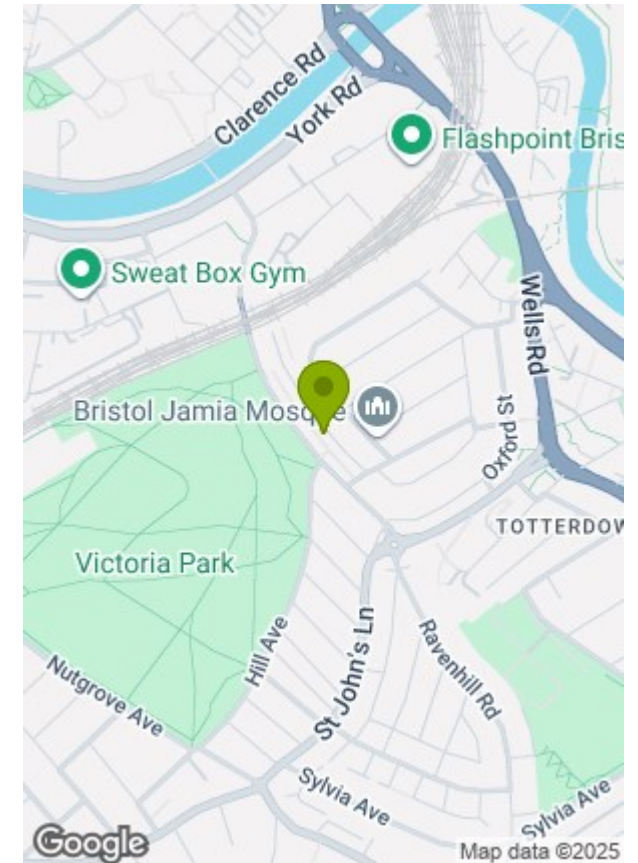 Clarence Rd
York Rd
Flashpoint Bris
Sweat Box Gym
Wells Rd
Bristol Jamia Mosque
Oxford St
TOTTERDOW
Victoria Park
Hill Ave
St John's Ln
Ravenhill Rd
Nutgrove Ave
Sylvia Ave
Sylvia Ave
Google
Map data ©2025